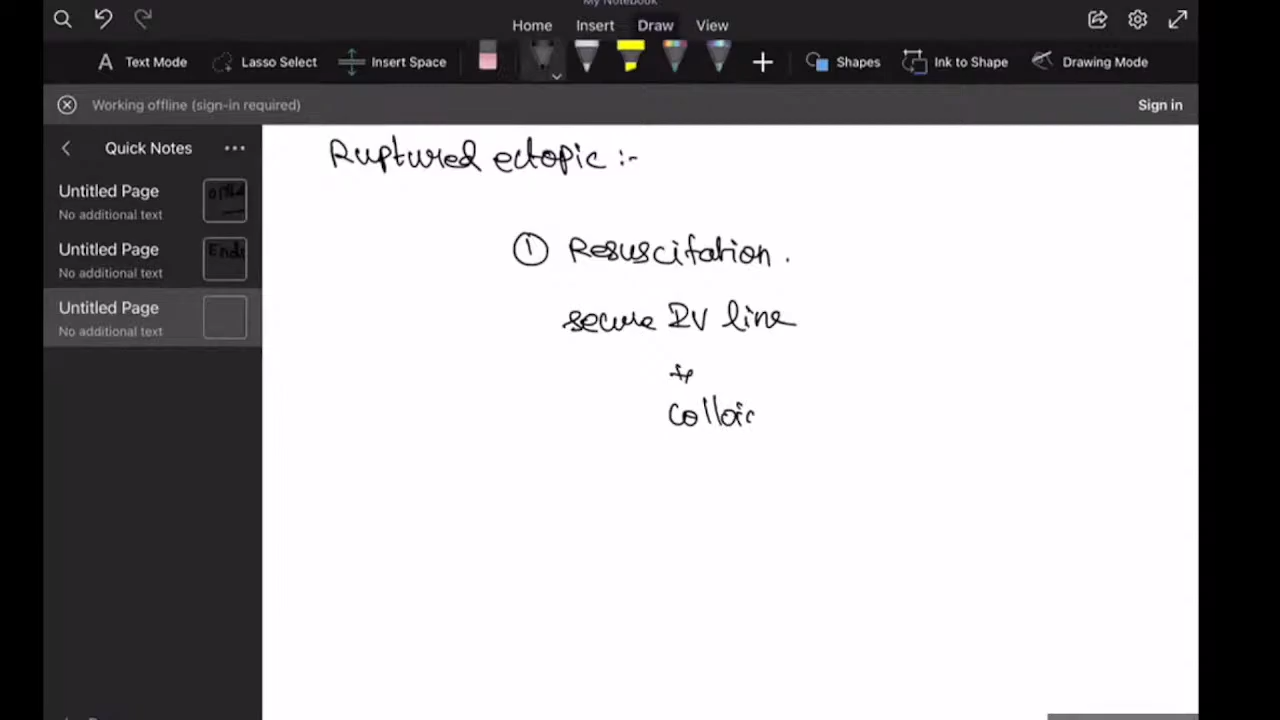 My Notebook
Home Insert Draw View
Text Mode Lasso Select Insert Space Shapes Ink to Shape Drawing Mode
Working offline (sign-in required) Sign in
Quick Notes
Untitled Page
No additional text
Untitled Page
No additional text
Untitled Page
No additional text
Ruptured ectopic :-
① Resuscitation.
secure IV line
Colloic